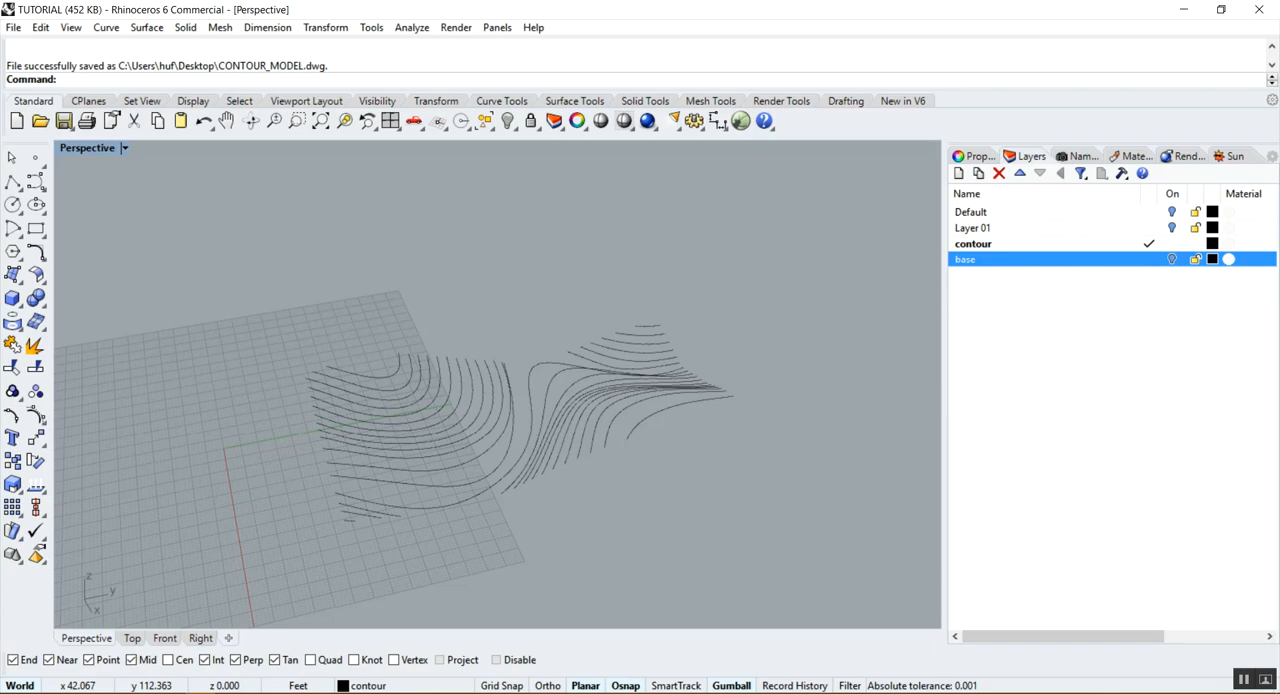 TUTORIAL (452 KB) - Rhinoceros 6 Commercial - [Perspective]
File Edit View Curve Surface Solid Mesh Dimension Transform Tools Analyze Render Panels Help
File successfully saved as C:\Users\huf\Desktop\CONTOUR_MODEL.dwg.
Command:
Standard CPlanes Set View Display Select Viewport Layout Visibility Transform Curve Tools Surface Tools Solid Tools Mesh Tools Render Tools Drafting New in V6
Perspective
Prop... Layers Nam... Mate... Rend... Sun
Name On Material
Default
Layer 01
contour
base
z
y
x
Perspective Top Front Right
End Near Point Mid Cen Int Perp Tan Quad Knot Vertex Project Disable
World x 42.067 y 112.363 z 0.000 Feet contour Grid Snap Ortho Planar Osnap SmartTrack Gumball Record History Filter Absolute tolerance: 0.001